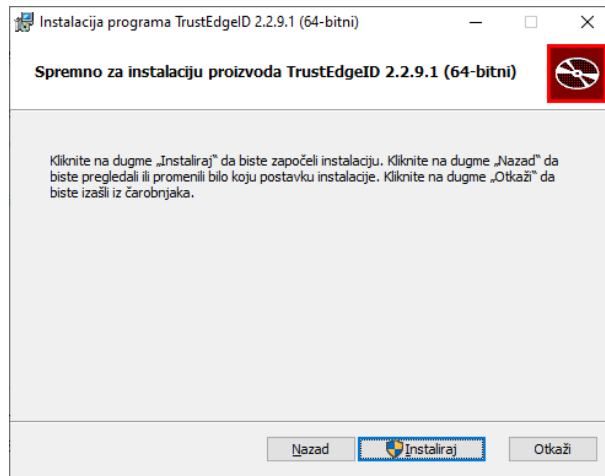 Instalacija programa TrustEdgeID 2.2.9.1 (64-bitni)
Spremno za instalaciju proizvoda TrustEdgeID 2.2.9.1 (64-bitni)
Kliknite na dugme „Instaliraj“ da biste započeli instalaciju. Kliknite na dugme „Nazad“ da
biste pregledali ili promenili bilo koju postavku instalacije. Kliknite na dugme „Otkaži“ da
biste izašli iz čarobnjaka.
Nazad
Instaliraj
Otkaži